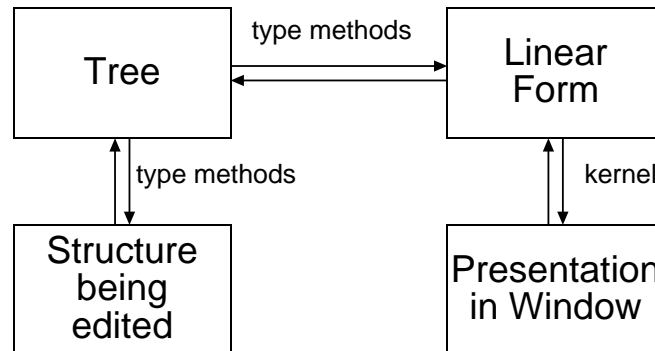 type methods
Tree
Linear
Form
type methods
kernel
Structure
being
edited
Presentation
in Window